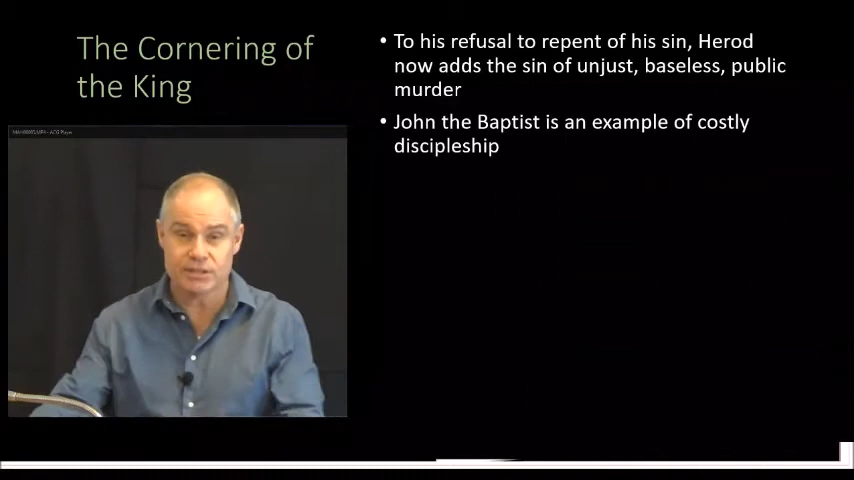 The Cornering of
the King
• To his refusal to repent of his sin, Herod
now adds the sin of unjust, baseless, public
murder
• John the Baptist is an example of costly
discipleship